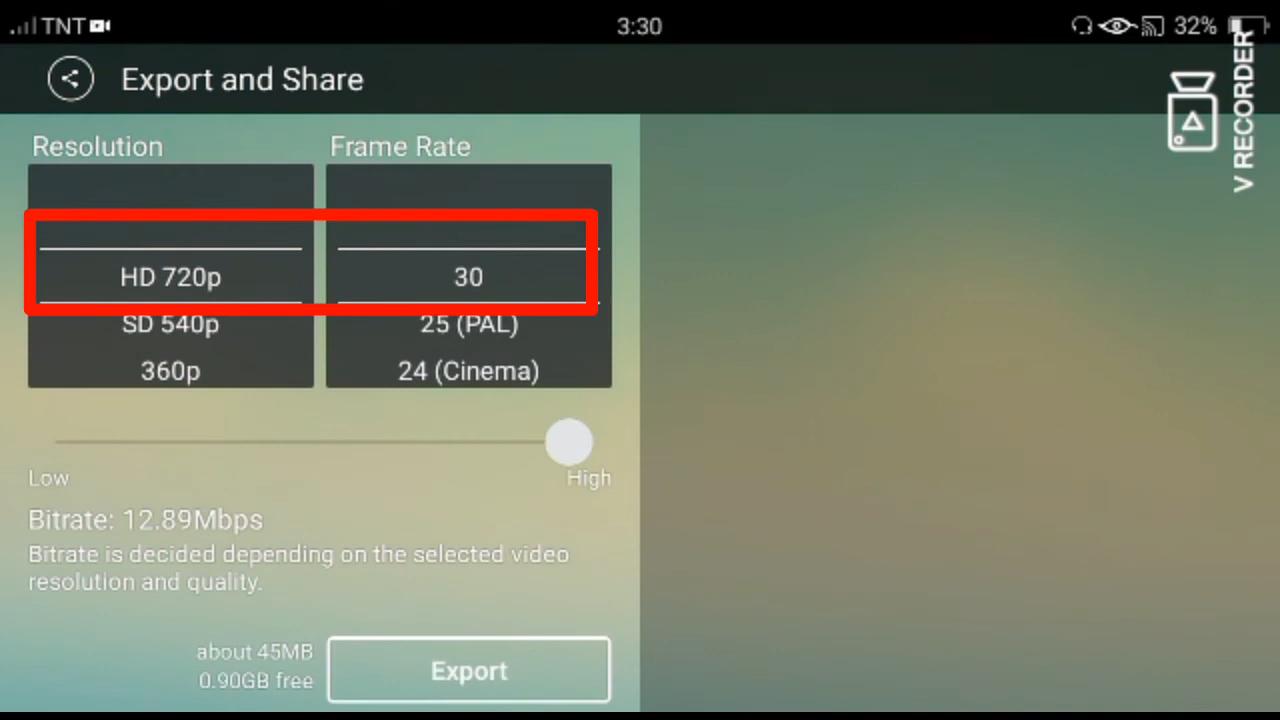 TNT 3:30 32%
Export and Share
V RECORDER
Resolution Frame Rate
HD 720p 30
SD 540p 25 (PAL)
360p 24 (Cinema)
Low High
Bitrate: 12.89Mbps
Bitrate is decided depending on the selected video
resolution and quality.
about 45MB
0.90GB free
Export